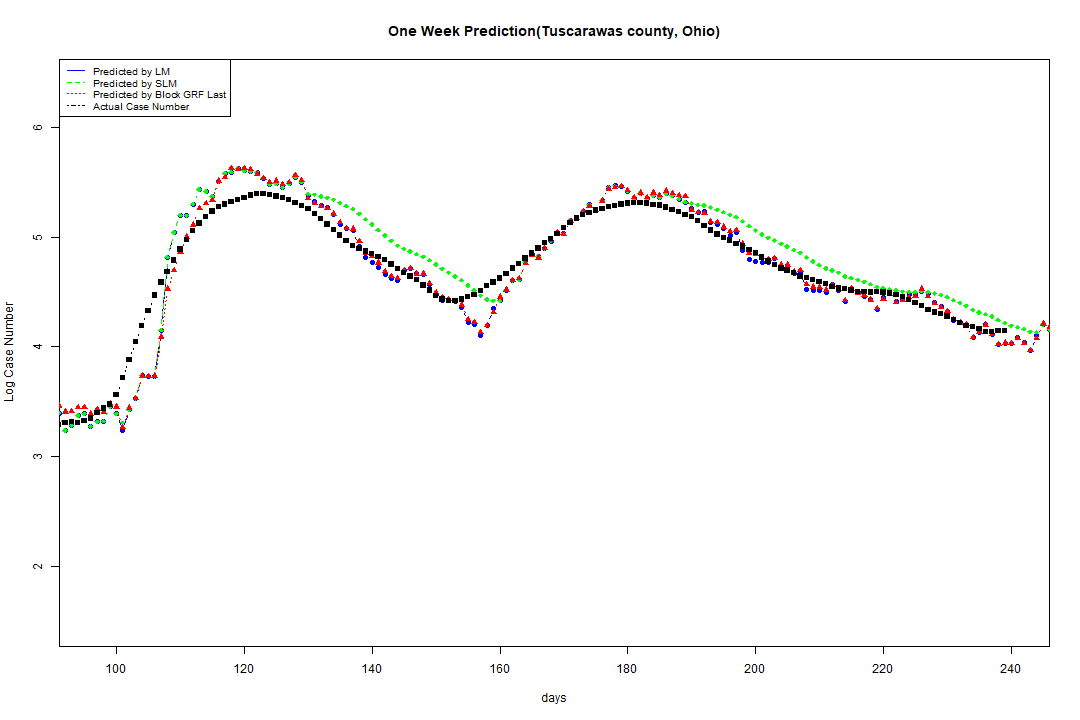 One Week Prediction(Tuscarawas county, Ohio)
Predicted by LM
Predicted by SLM
Predicted by Block GRF Last
Actual Case Number
6
5
4
3
2
Log Case Number
100 120 140 160 180 200 220 240
days